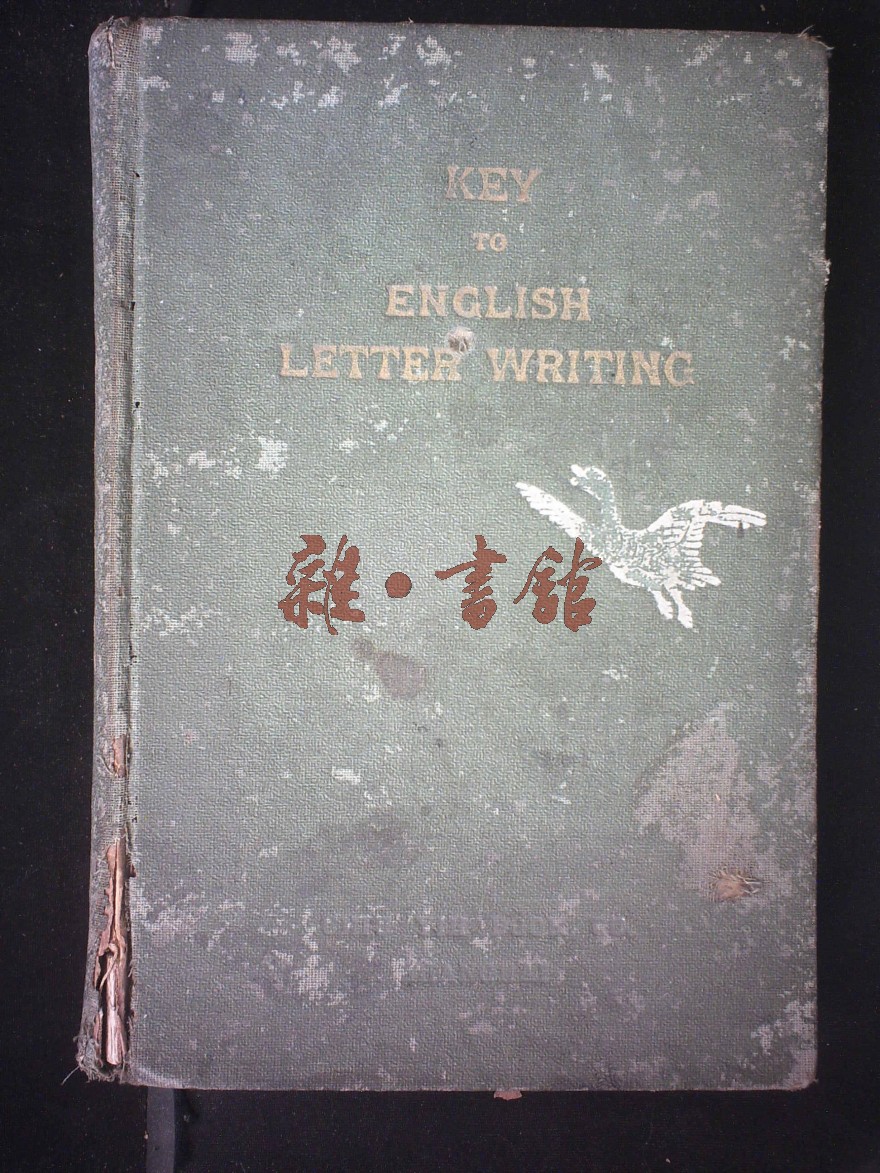 KEY
TO
ENGLISH
LETTER WRITING
雜·書館